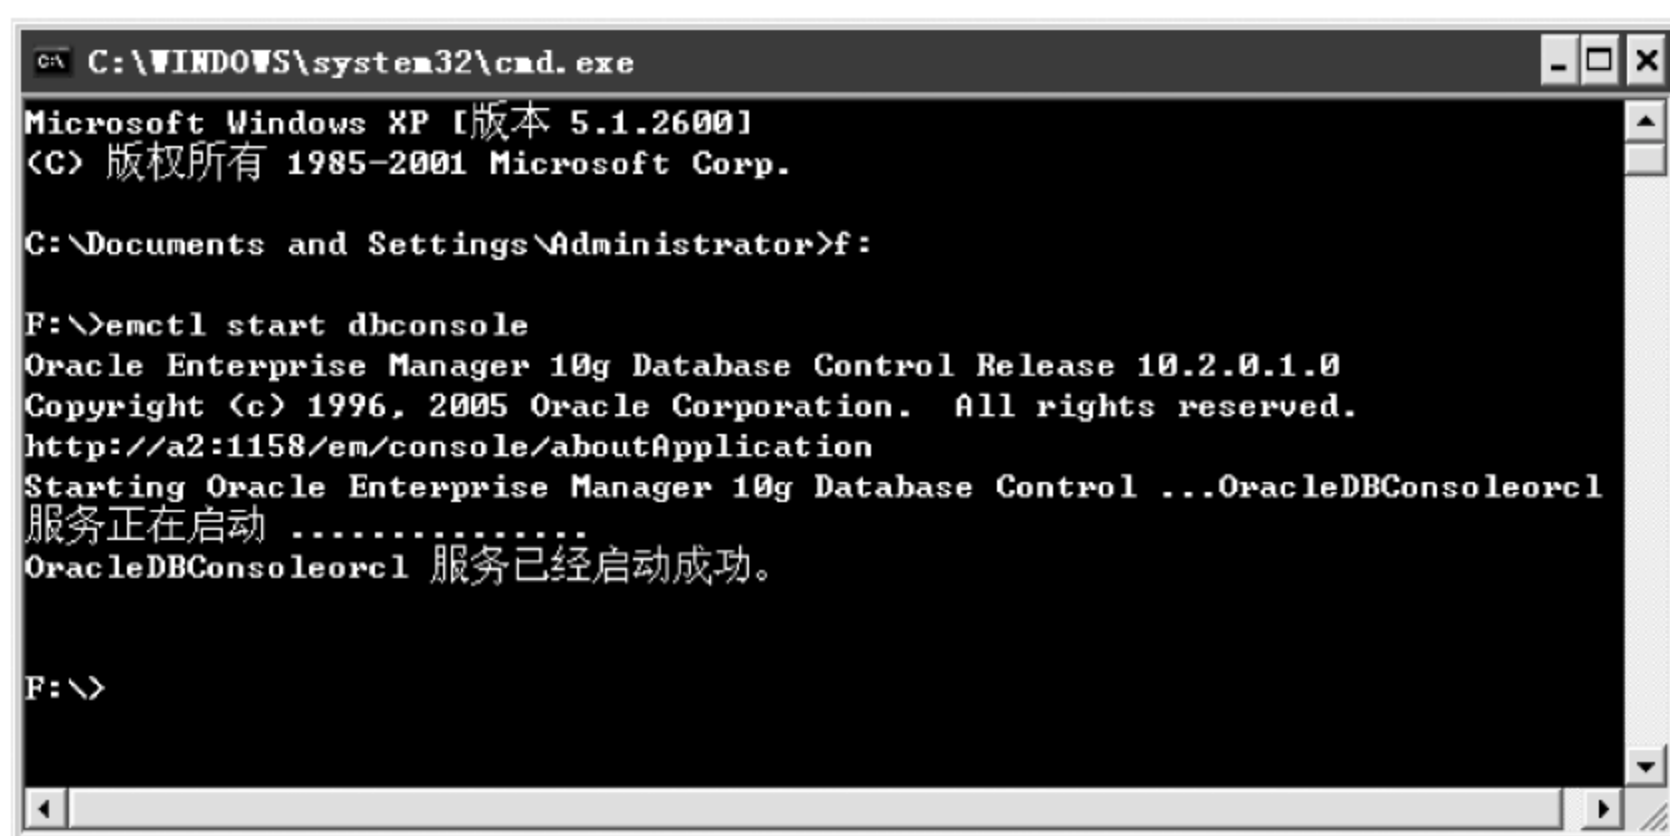 C:\WINDOWS\system32\cmd.exe
Microsoft Windows XP [版本 5.1.2600]
(C) 版权所有 1985-2001 Microsoft Corp.
C:\Documents and Settings\Administrator>f:
F:\>emctl start dbconsole
Oracle Enterprise Manager 10g Database Control Release 10.2.0.1.0
Copyright (c) 1996, 2005 Oracle Corporation.  All rights reserved.
http://a2:1158/em/console/aboutApplication
Starting Oracle Enterprise Manager 10g Database Control ...OracleDBConsoleorcl
服务正在启动 ...............
OracleDBConsoleorcl 服务已经启动成功。
F:\>